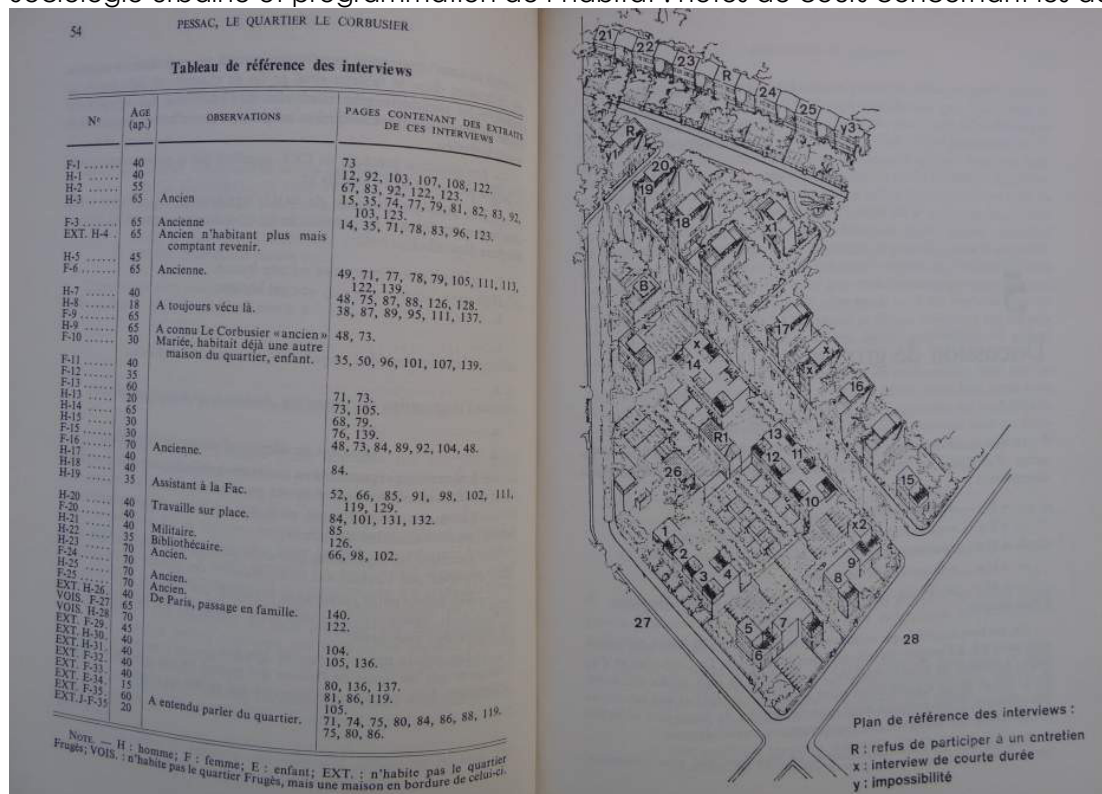 54
PESSAC, LE QUARTIER LE CORBUSIER
Tableau de référence des interviews
N°
AGE
(ap.)
OBSERVATIONS
PAGES CONTENANT DES EXTRAITS
DE CES INTERVIEWS
F-1 .......
H-1 ......
H-2 ......
H-3 ......
F-3 .......
EXT. H-4 .
H-5 ......
F-6 .......
H-7 ......
H-8 ......
F-9 .......
H-9 ......
F-10 ......
F-11 ......
F-12 ......
F-13 ......
H-13 .....
H-14 .....
H-15 .....
F-15 ......
F-16 ......
H-17 .....
H-18 .....
H-19 .....
H-20 .....
F-20 ......
H-21 .....
H-22 .....
H-23 .....
F-24 ......
H-25 .....
F-25 ......
EXT. H-26.
VOIS. F-27
VOIS. H-28
EXT. F-29.
EXT. H-30.
EXT. H-31.
EXT. F-32.
EXT. F-33.
EXT. E-34.
EXT. F-35.
EXT.J-F-35
40
40
55
65
65
65
45
65
40
18
65
65
30
40
35
60
20
65
30
30
70
40
40
35
40
40
40
35
70
70
70
40
65
70
45
40
40
40
15
60
20
Ancien
Ancienne
Ancien n'habitant plus mais
comptant revenir.
Ancienne.
A toujours vécu là.
A connu Le Corbusier «ancien»
Mariée, habitait déjà une autre
maison du quartier, enfant.
Ancienne.
Assistant à la Fac.
Travaille sur place.
Militaire.
Bibliothécaire.
Ancien.
Ancien.
Ancien.
De Paris, passage en famille.
A entendu parler du quartier.
73
12, 92, 103, 107, 108, 122.
67, 83, 92, 122, 123.
15, 35, 74, 77, 79, 81, 82, 83, 92,
103, 123.
14, 35, 71, 78, 83, 96, 123.
49, 71, 77, 78, 79, 105, 111, 113,
122, 139.
48, 75, 87, 88, 126, 128.
38, 87, 89, 95, 111, 137.
48, 73.
35, 50, 96, 101, 107, 139.
71, 73.
73, 105.
68, 79.
76, 139.
48, 73, 84, 89, 92, 104, 48.
84.
52, 66, 85, 91, 98, 102, 111,
119, 129.
84, 101, 131, 132.
85
126.
66, 98, 102.
140.
122.
104.
105, 136.
80, 136, 137.
81, 86, 119.
105.
71, 74, 75, 80, 84, 86, 88, 119.
75, 80, 86.
NOTE. — H : homme; F : femme; E : enfant; EXT. : n'habite pas le quartier
Frugès; VOIS. : n'habite pas le quartier Frugès, mais une maison en bordure de celui-ci.
21
22
23
R
24
25
y3
R
y1
20
19
18
x1
B
17
x
x
14
x
16
R1
13
12
11
26
10
15
x2
1
2
3
4
9
8
5
7
6
27
28
Plan de référence des interviews :
R : refus de participer à un entretien
x : interview de courte durée
y : impossibilité